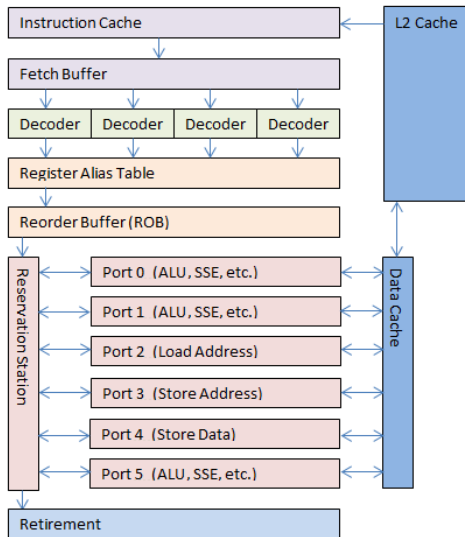 Instruction Cache
L2 Cache
Fetch Buffer
Decoder
Decoder
Decoder
Decoder
Register Alias Table
Reorder Buffer (ROB)
Reservation Station
Port 0 (ALU, SSE, etc.)
Port 1 (ALU, SSE, etc.)
Port 2 (Load Address)
Port 3 (Store Address)
Port 4 (Store Data)
Port 5 (ALU, SSE, etc.)
Data Cache
Retirement